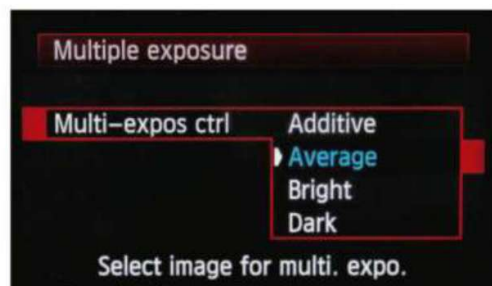 Multiple exposure
Multi-expos ctrl Additive
Average
Bright
Dark
Select image for multi. expo.